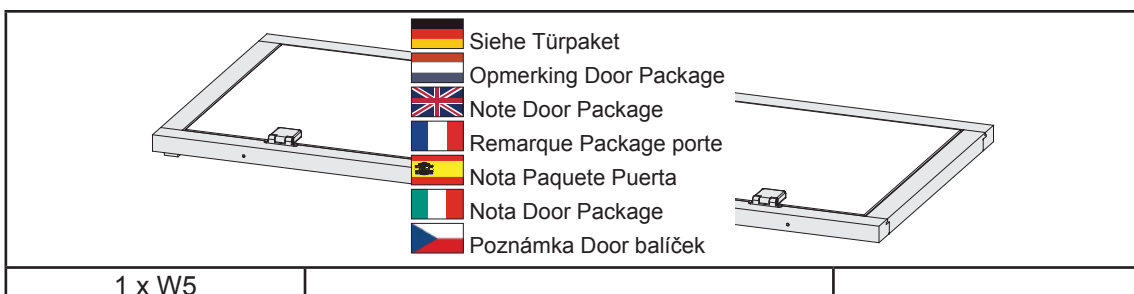 Siehe Türpaket
Opmerking Door Package
Note Door Package
Remarque Package porte
Nota Paquete Puerta
Nota Door Package
Poznámka Door balíček
1 x W5